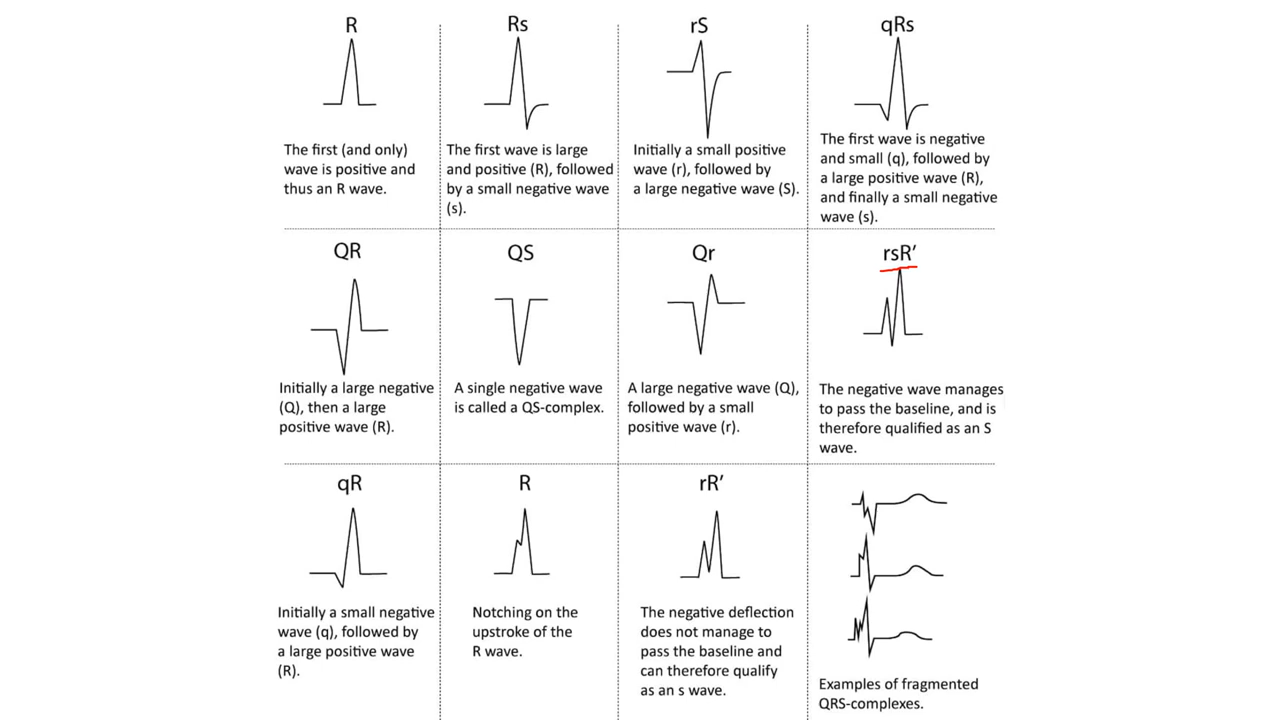 R
The first (and only)
wave is positive and
thus an R wave.
Rs
The first wave is large
and positive (R), followed
by a small negative wave
(s).
rS
Initially a small positive
wave (r), followed by
a large negative wave (S).
qRs
The first wave is negative
and small (q), followed by
a large positive wave (R),
and finally a small negative
wave (s).
QR
Initially a large negative
(Q), then a large
positive wave (R).
QS
A single negative wave
is called a QS-complex.
Qr
A large negative wave (Q),
followed by a small
positive wave (r).
rsR’
The negative wave manages
to pass the baseline, and is
therefore qualified as an S
wave.
qR
Initially a small negative
wave (q), followed by
a large positive wave
(R).
R
Notching on the
upstroke of the
R wave.
rR’
The negative deflection
does not manage to
pass the baseline and
can therefore qualify
as an s wave.
Examples of fragmented
QRS-complexes.